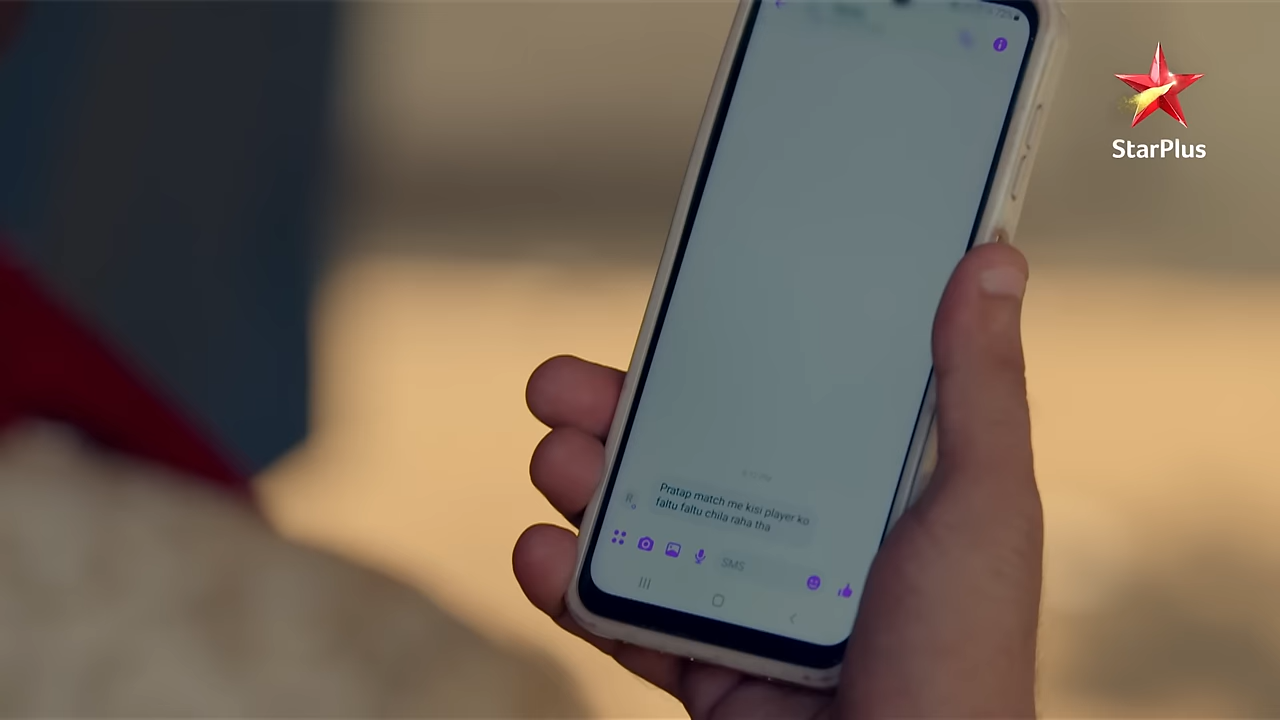 StarPlus
Pratap match me kisi player ko
faltu faltu chila raha tha
SMS